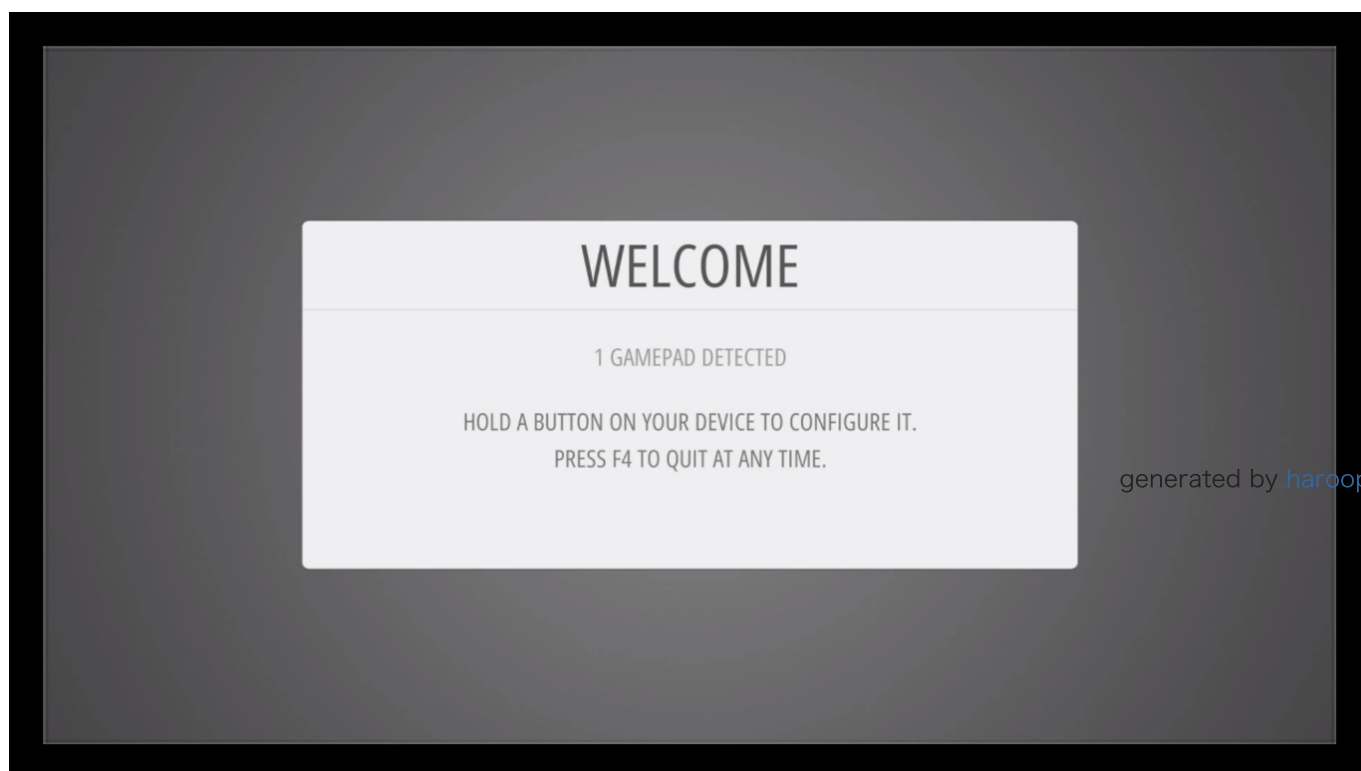 WELCOME
1 GAMEPAD DETECTED
HOLD A BUTTON ON YOUR DEVICE TO CONFIGURE IT.
PRESS F4 TO QUIT AT ANY TIME.
generated by haroop